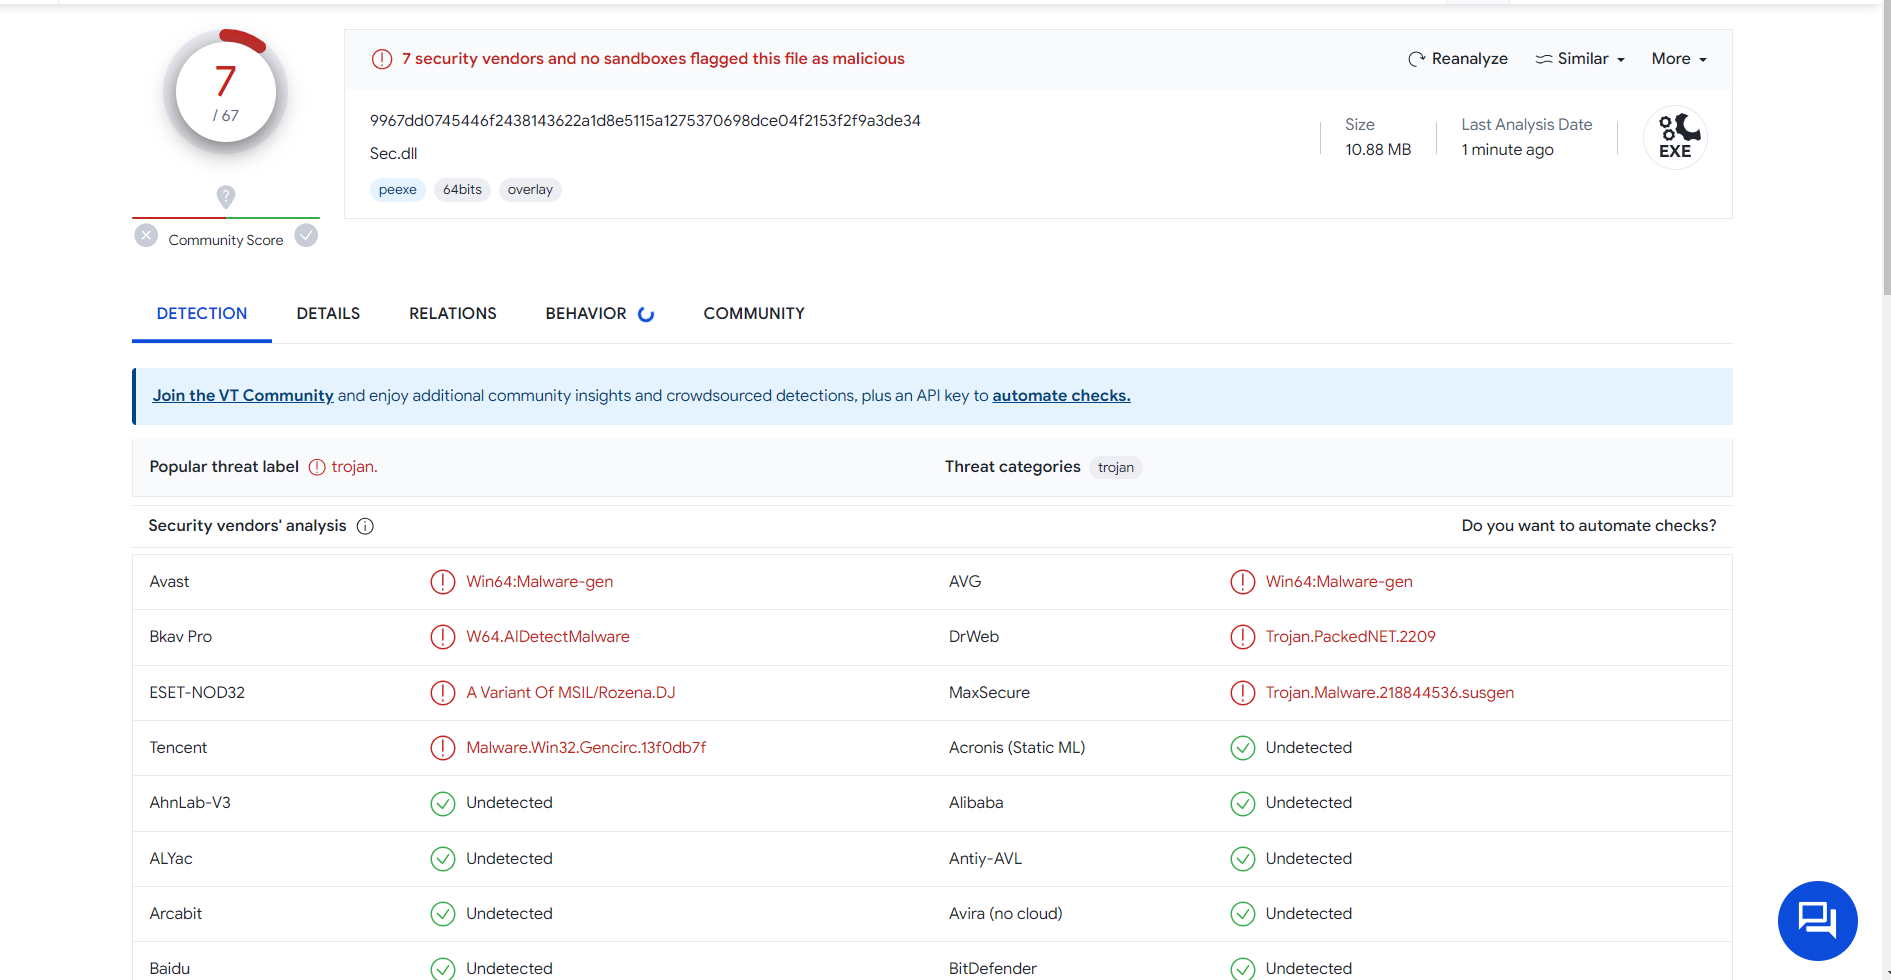 7
/ 67
Community Score
7 security vendors and no sandboxes flagged this file as malicious
Reanalyze
Similar
More
9967dd0745446f2438143622a1d8e5115a1275370698dce04f2153f2f9a3de34
Sec.dll
peexe
64bits
overlay
Size
10.88 MB
Last Analysis Date
1 minute ago
EXE
DETECTION
DETAILS
RELATIONS
BEHAVIOR
COMMUNITY
Join the VT Community and enjoy additional community insights and crowdsourced detections, plus an API key to automate checks.
Popular threat label
trojan.
Threat categories
trojan
Security vendors' analysis
Do you want to automate checks?
Avast
Win64:Malware-gen
AVG
Win64:Malware-gen
Bkav Pro
W64.AIDetectMalware
DrWeb
Trojan.PackedNET.2209
ESET-NOD32
A Variant Of MSIL/Rozena.DJ
MaxSecure
Trojan.Malware.218844536.susgen
Tencent
Malware.Win32.Gencirc.13f0db7f
Acronis (Static ML)
Undetected
AhnLab-V3
Undetected
Alibaba
Undetected
ALYac
Undetected
Antiy-AVL
Undetected
Arcabit
Undetected
Avira (no cloud)
Undetected
Baidu
Undetected
BitDefender
Undetected